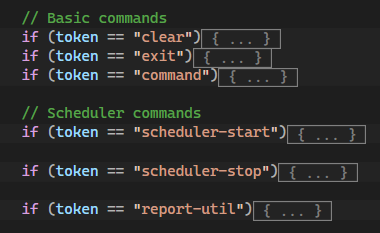 // Basic commands
if (token == "clear") { ... }
if (token == "exit") { ... }
if (token == "command") { ... }
// Scheduler commands
if (token == "scheduler-start") { ... }
if (token == "scheduler-stop") { ... }
if (token == "report-util") { ... }